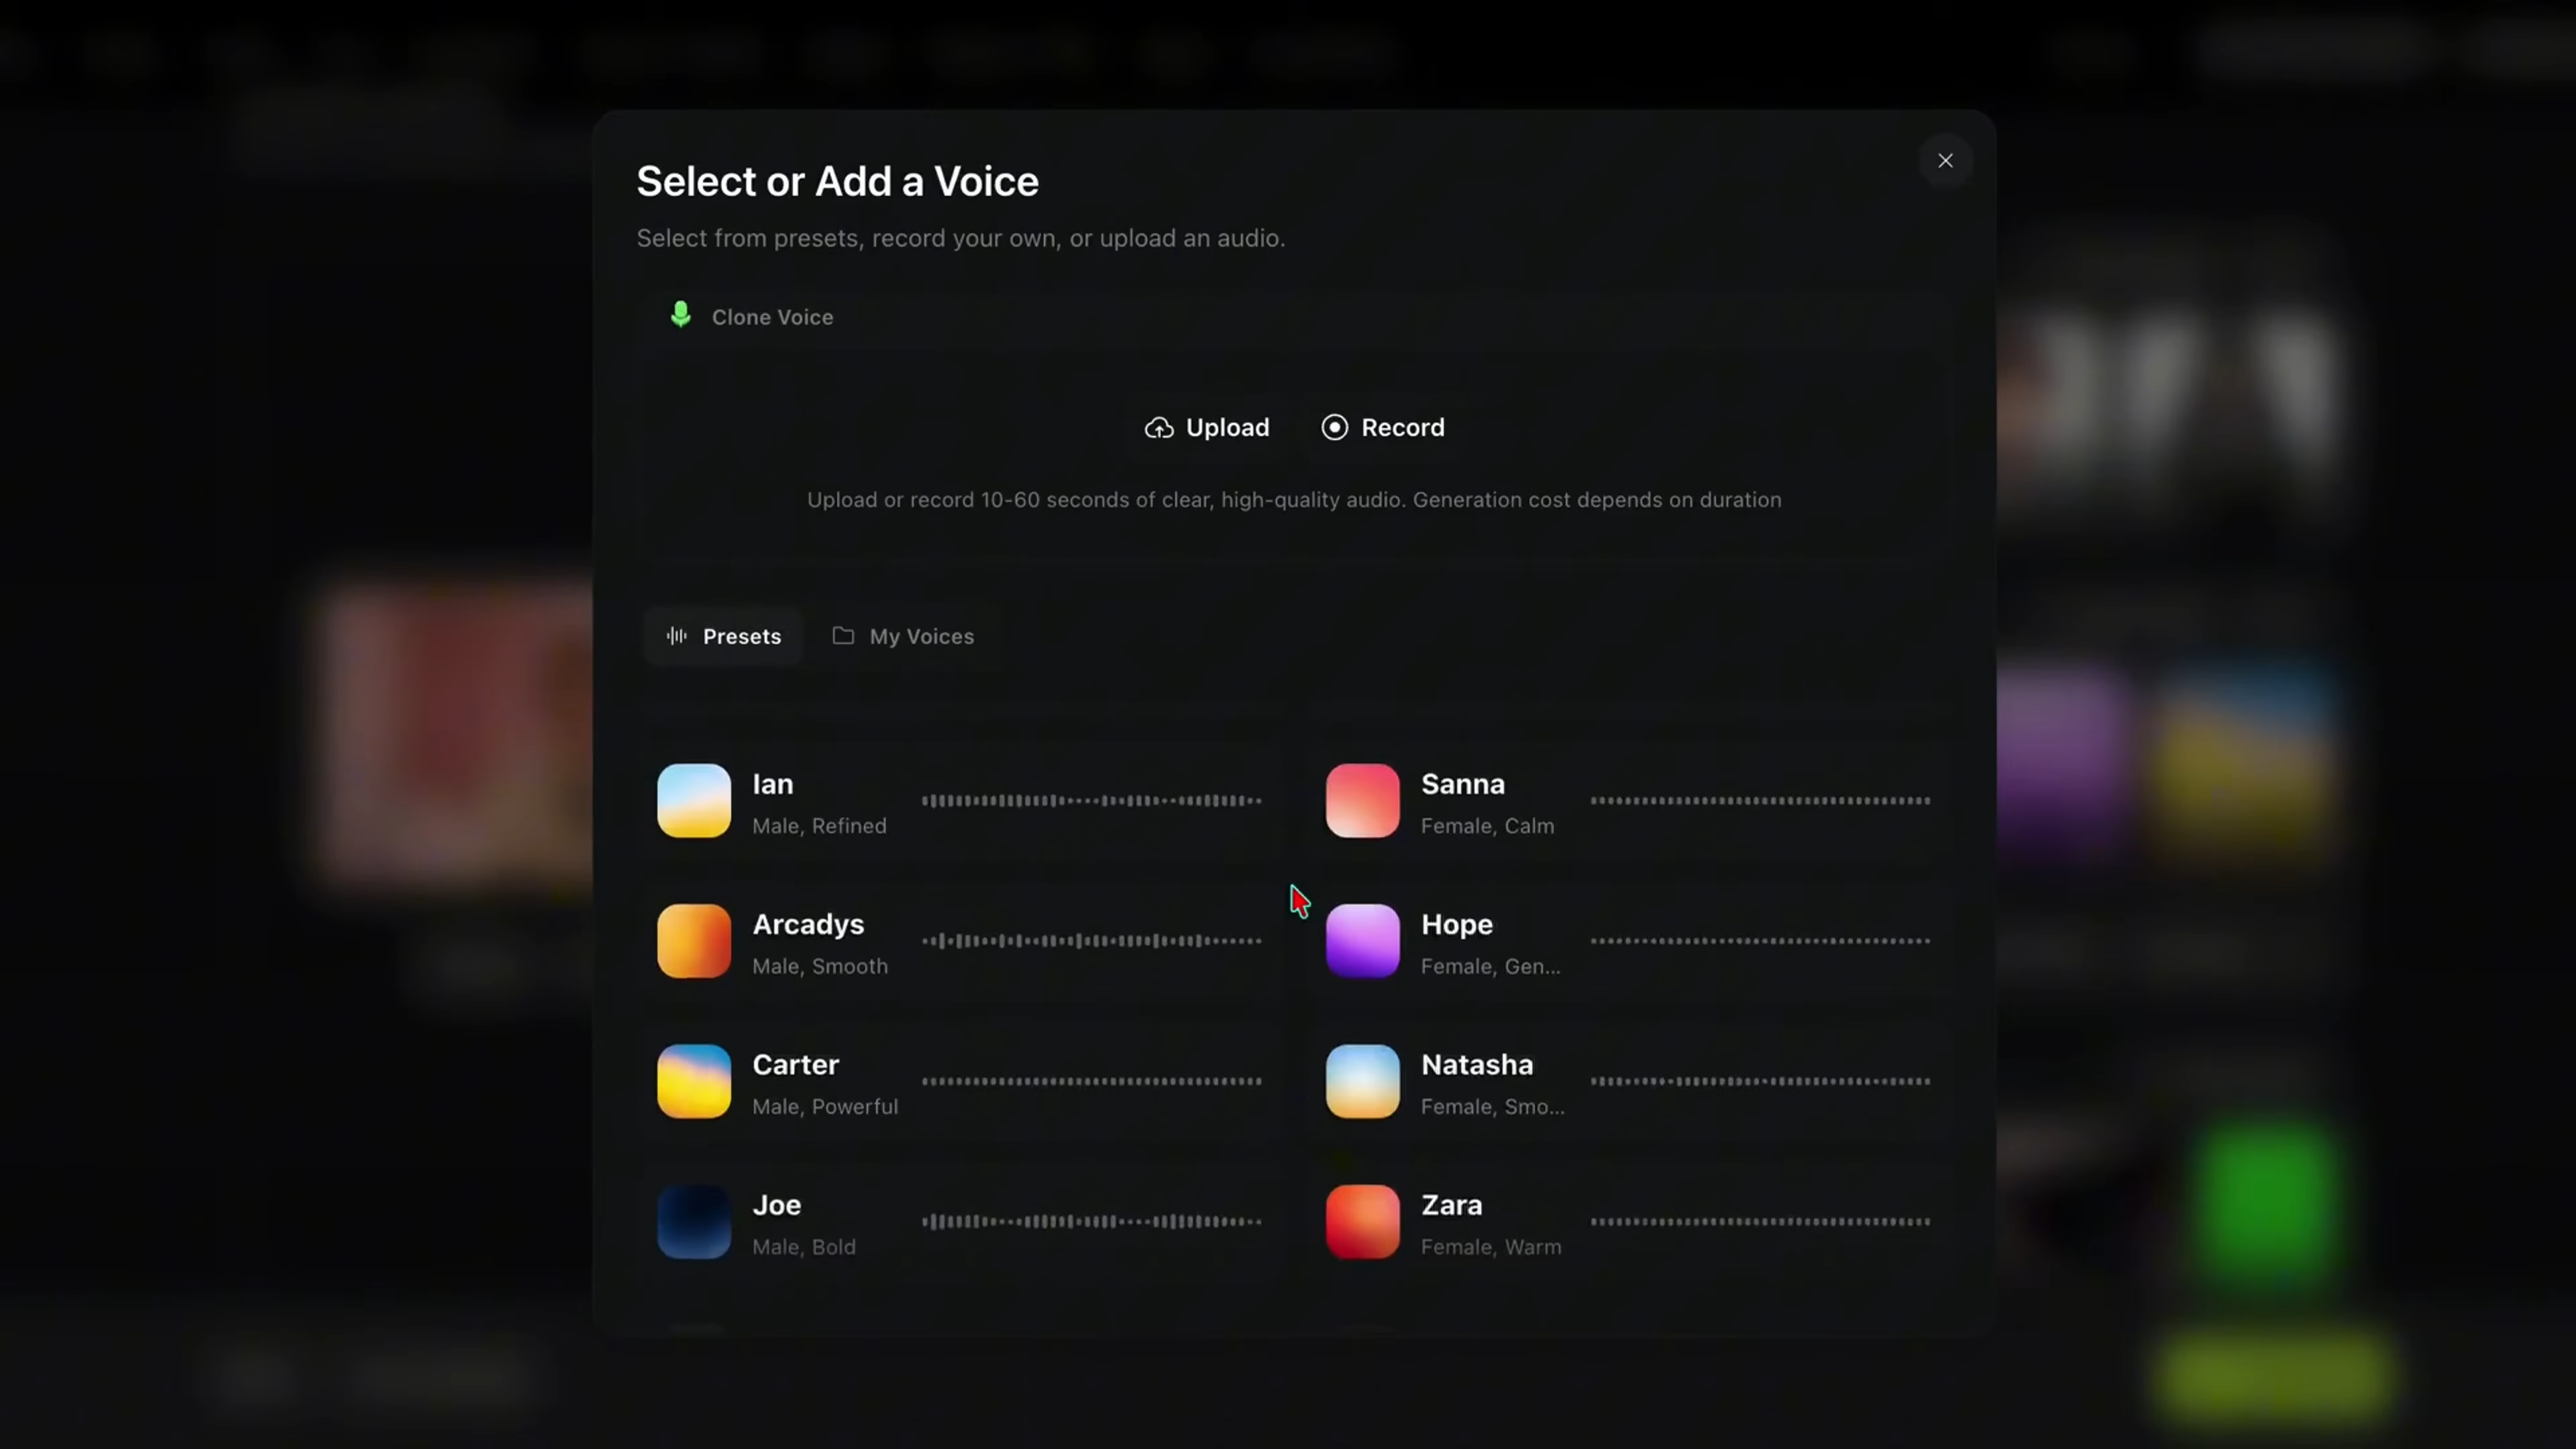 Select or Add a Voice
Select from presets, record your own, or upload an audio.
Clone Voice
Upload
Record
Upload or record 10-60 seconds of clear, high-quality audio. Generation cost depends on duration
Presets
My Voices
Ian
Male, Refined
Sanna
Female, Calm
Arcadys
Male, Smooth
Hope
Female, Gen...
Carter
Male, Powerful
Natasha
Female, Smo...
Joe
Male, Bold
Zara
Female, Warm